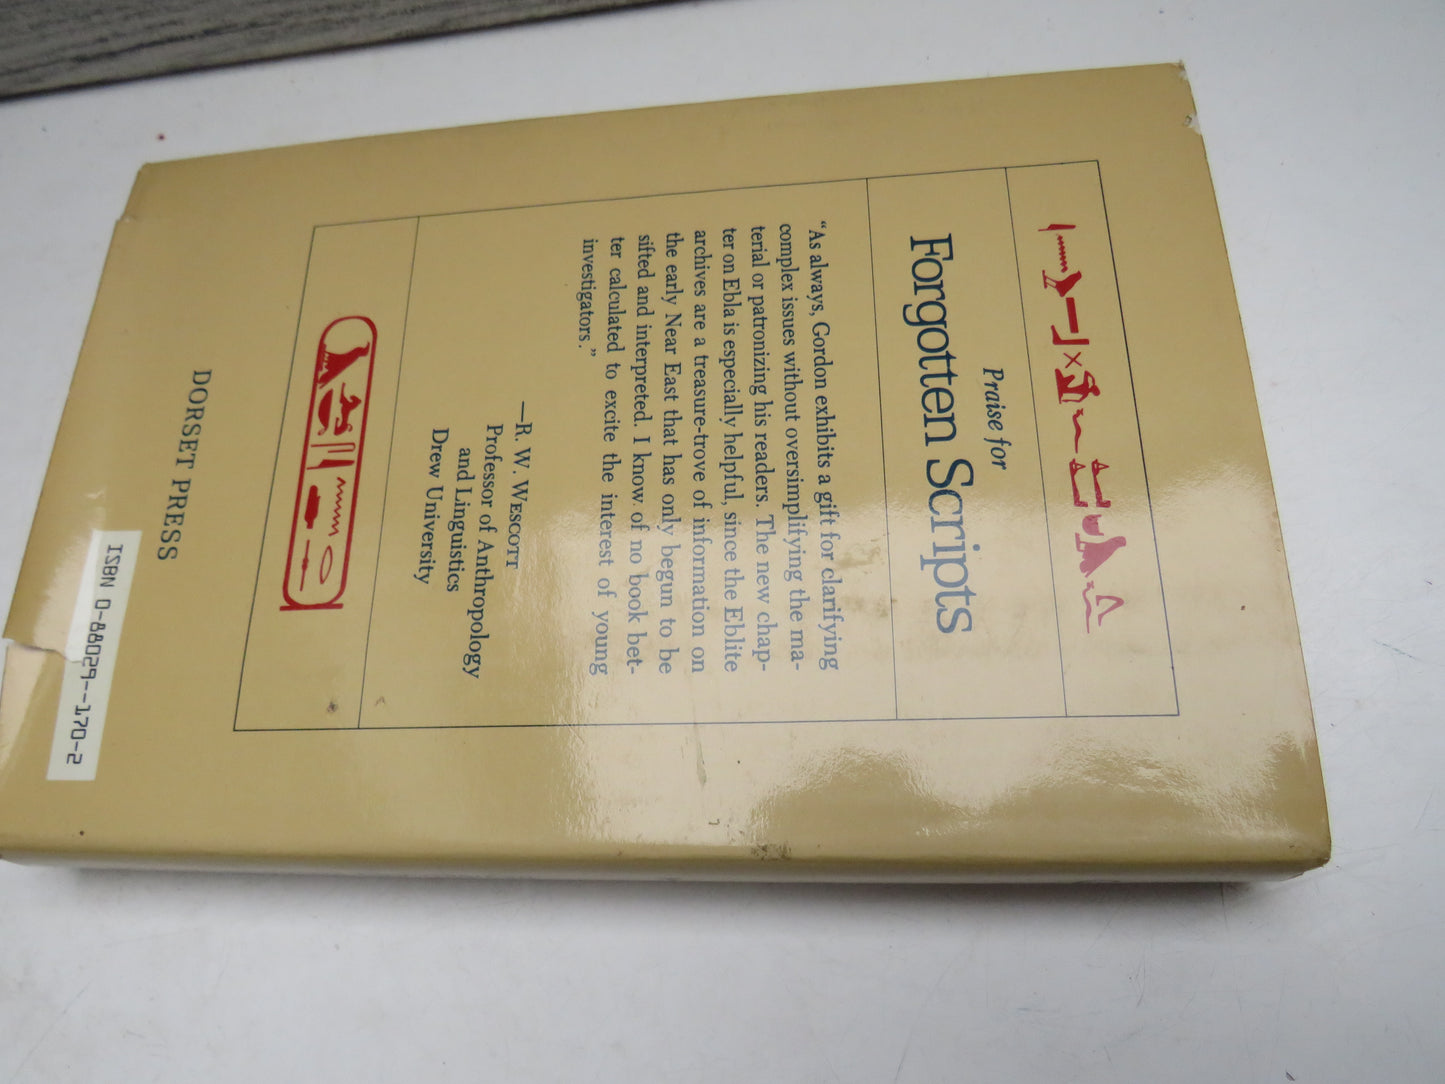 Praise for
Forgotten Scripts
“As always, Gordon exhibits a gift for clarifying
complex issues without oversimplifying the ma-
terial or patronizing his readers. The new chap-
ter on Ebla is especially helpful, since the Eblite
archives are a treasure-trove of information on
the early Near East that has only begun to be
sifted and interpreted. I know of no book bet-
ter calculated to excite the interest of young
investigators.”
—R. W. WESCOTT
Professor of Anthropology
and Linguistics
Drew University
DORSET PRESS
ISBN 0-88029--170-2